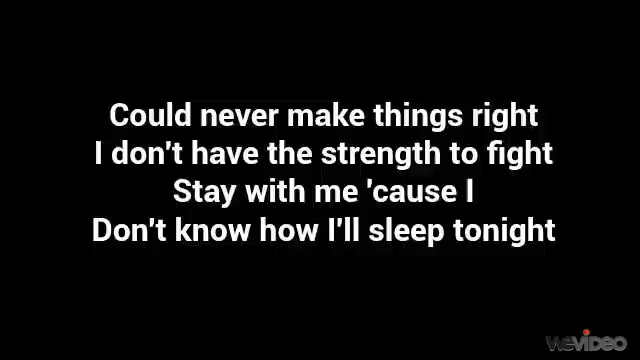 Could never make things right
I don't have the strength to fight
Stay with me 'cause I
Don't know how I'll sleep tonight
WEVIDEO